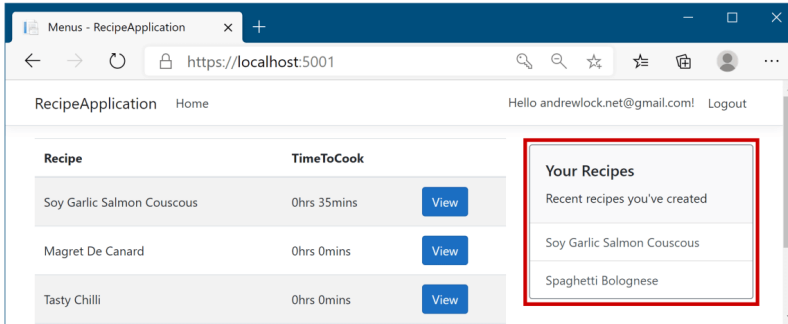 Menus - RecipeApplication
https://localhost:5001
RecipeApplication Home Hello andrewlock.net@gmail.com! Logout
Recipe TimeToCook
Soy Garlic Salmon Couscous 0hrs 35mins View
Magret De Canard 0hrs 0mins View
Tasty Chilli 0hrs 0mins View
Your Recipes
Recent recipes you've created
Soy Garlic Salmon Couscous
Spaghetti Bolognese